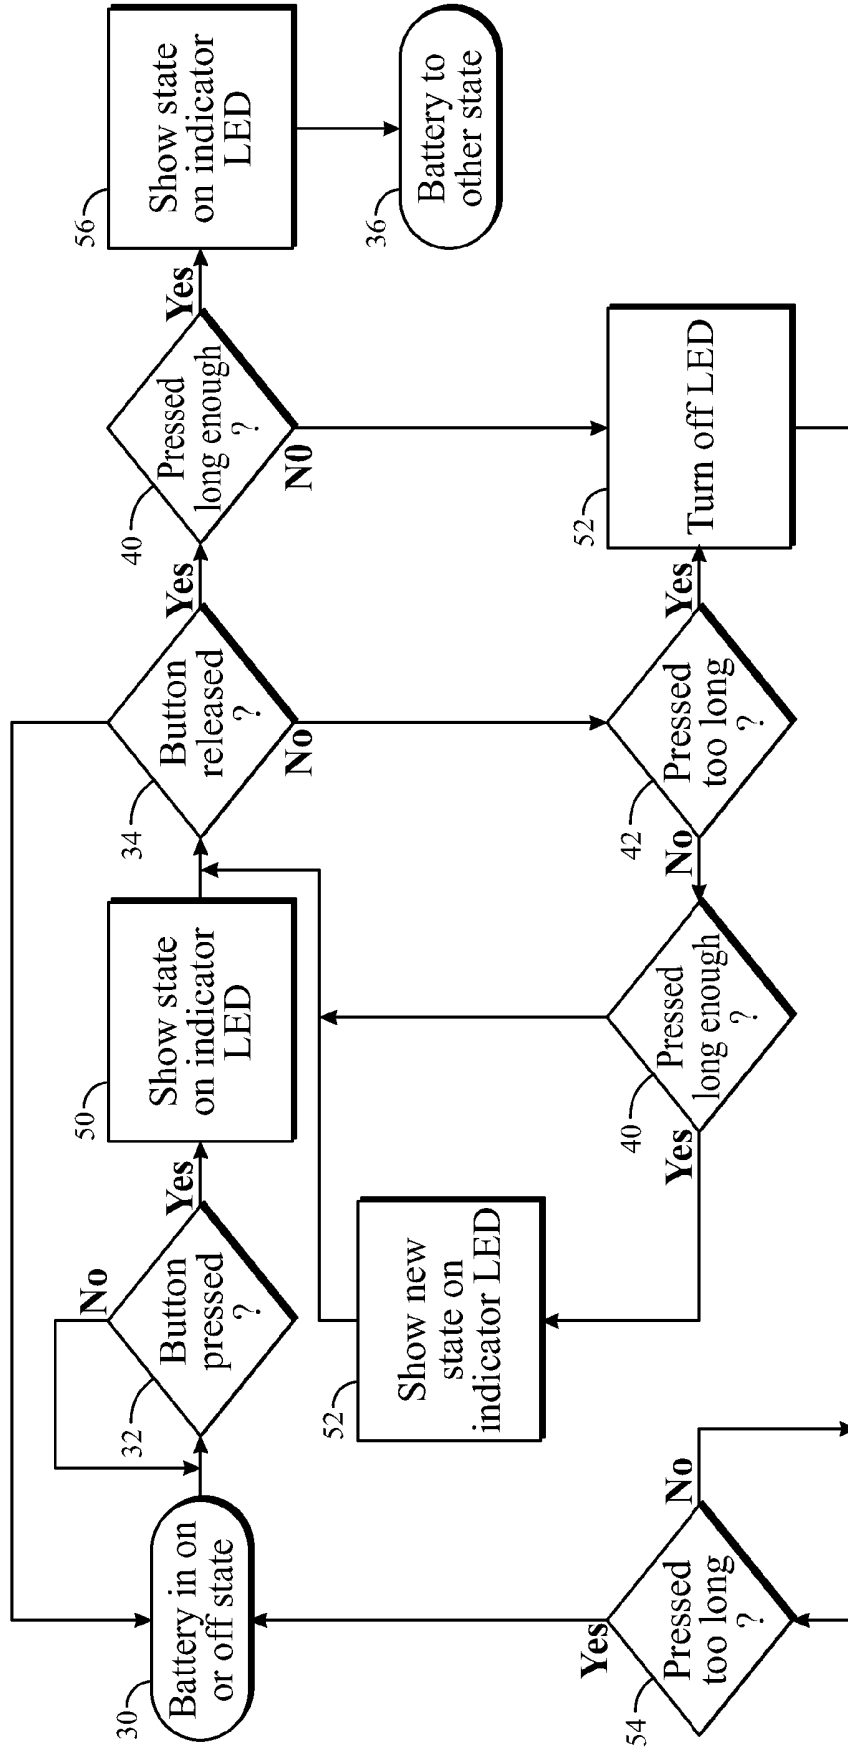 30
Battery in on
or off state
32
Button
pressed
?
No
Yes
50
Show state
on indicator
LED
34
Button
released
?
Yes
No
40
Pressed
long enough
?
Yes
N0
56
Show state
on indicator
LED
36
Battery to
other state
52
Show new
state on
indicator LED
54
Pressed
too long
?
Yes
No
40
Pressed
long enough
?
Yes
42
Pressed
too long
?
No
Yes
52
Turn off LED